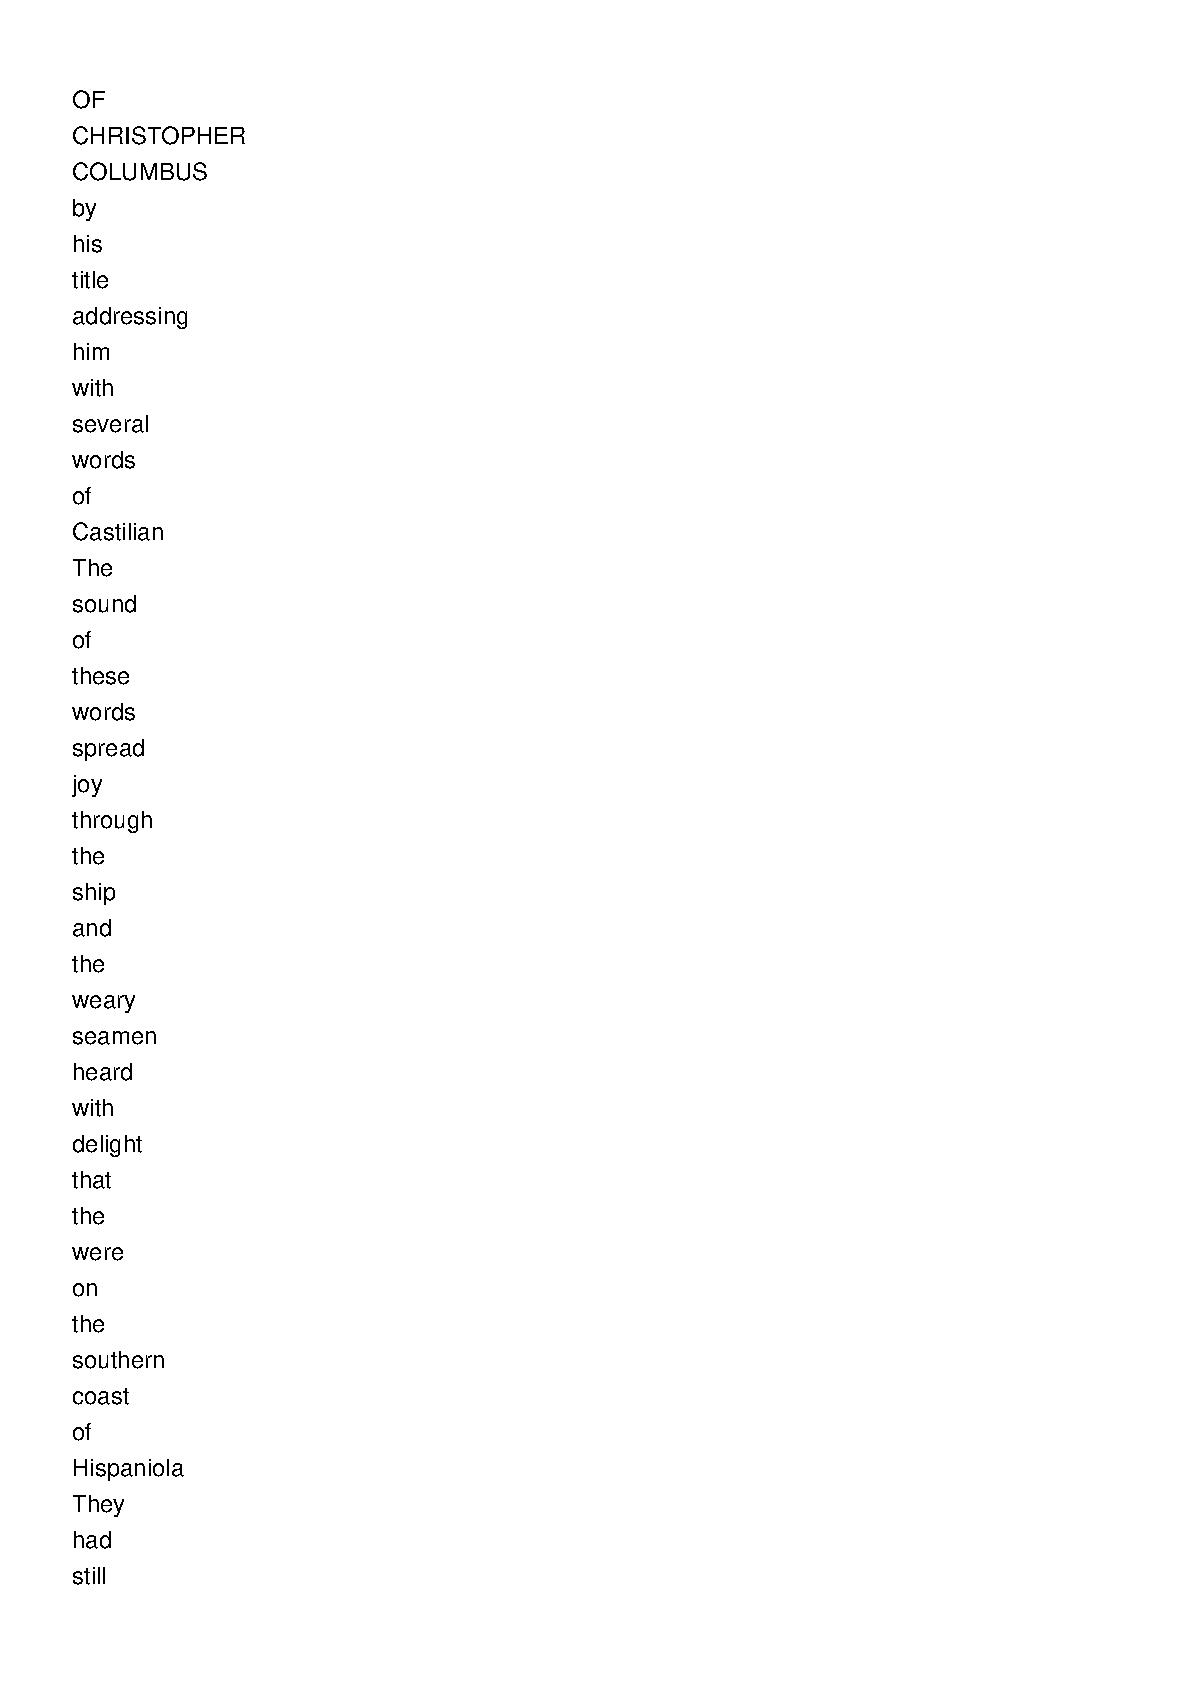 OF
CHRISTOPHER
COLUMBUS
by
his
title
addressing
him
with
several
words
of
Castilian
The
sound
of
these
words
spread
joy
through
the
ship
and
the
weary
seamen
heard
with
delight
that
the
were
on
the
southern
coast
of
Hispaniola
They
had
still